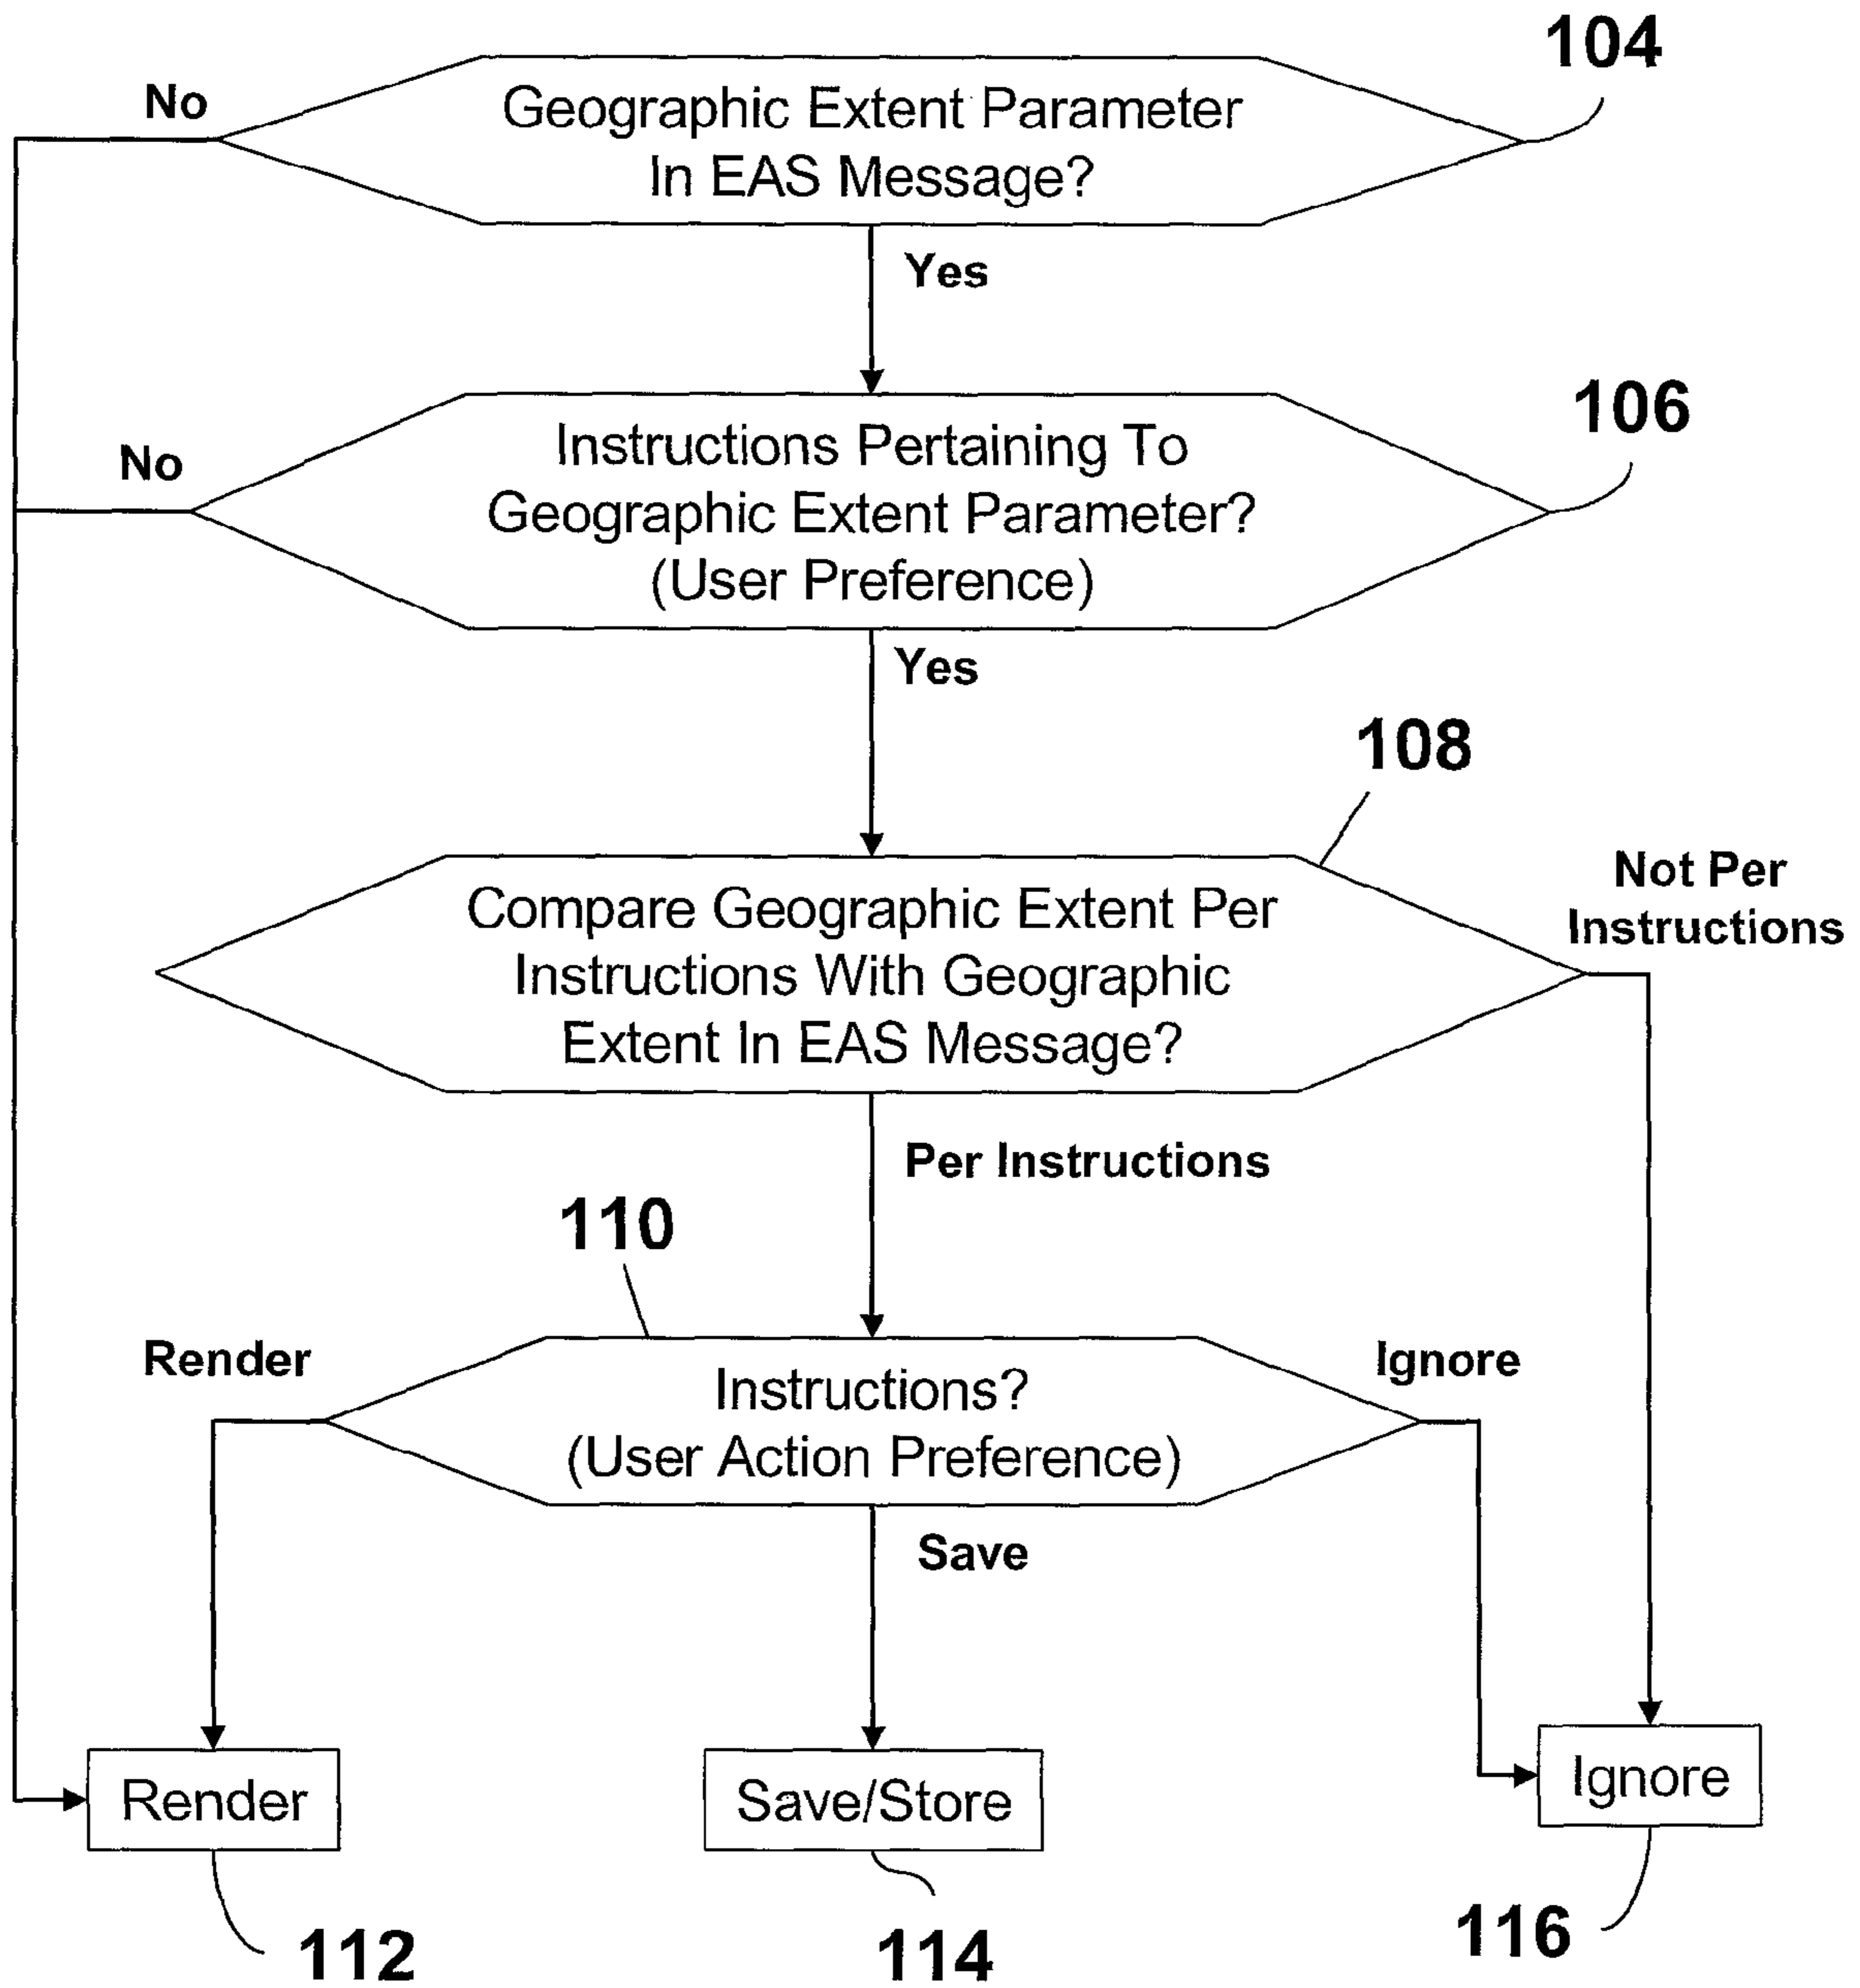 104
No
Geographic Extent Parameter
In EAS Message?
Yes
106
No
Instructions Pertaining To
Geographic Extent Parameter?
(User Preference)
Yes
108
Not Per
Instructions
Compare Geographic Extent Per
Instructions With Geographic
Extent In EAS Message?
Per Instructions
110
Render
Ignore
Instructions?
(User Action Preference)
Save
Render
Save/Store
Ignore
112
114
116